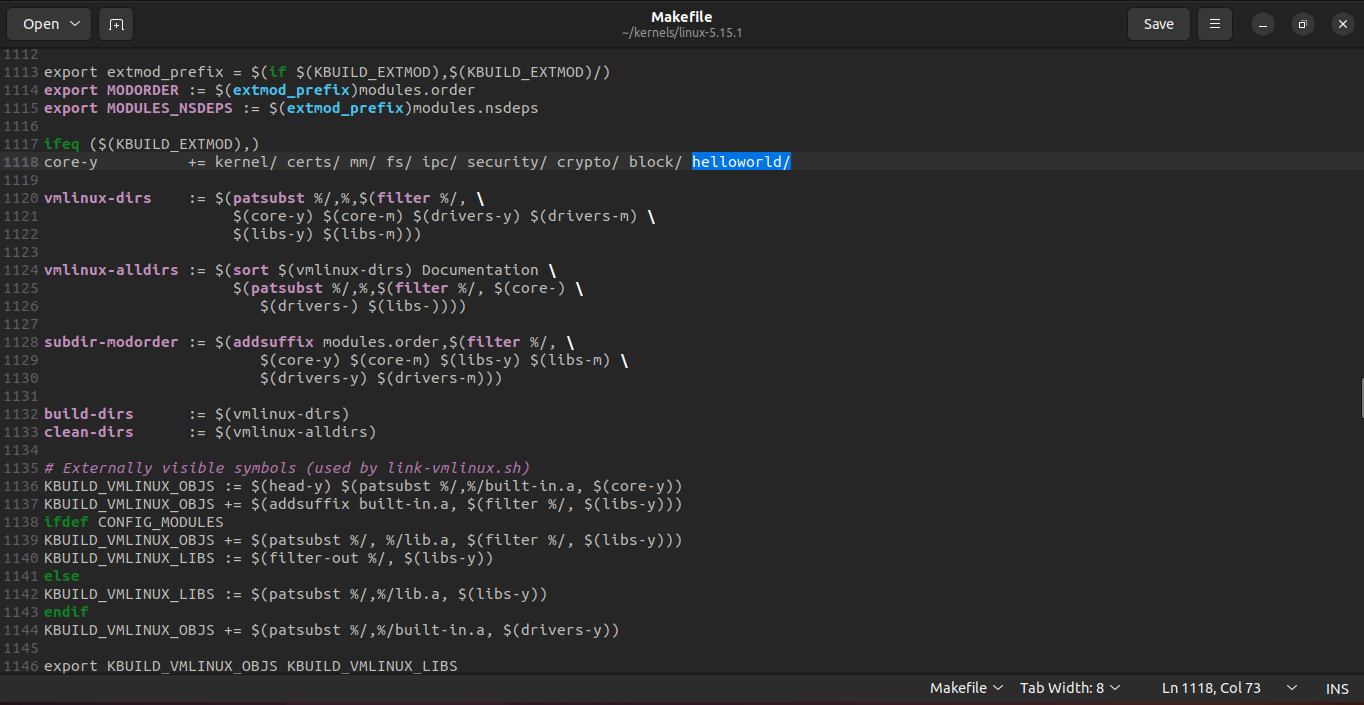 Open
Makefile
~/kernels/linux-5.15.1
Save
1112
1113 export extmod_prefix = $(if $(KBUILD_EXTMOD),$(KBUILD_EXTMOD)/)
1114 export MODORDER := $(extmod_prefix)modules.order
1115 export MODULES_NSDEPS := $(extmod_prefix)modules.nsdeps
1116
1117 ifeq ($(KBUILD_EXTMOD),)
1118 core-y          += kernel/ certs/ mm/ fs/ ipc/ security/ crypto/ block/ helloworld/
1119
1120 vmlinux-dirs    := $(patsubst %/,%,$(filter %/, \
1121                      $(core-y) $(core-m) $(drivers-y) $(drivers-m) \
1122                      $(libs-y) $(libs-m)))
1123
1124 vmlinux-alldirs := $(sort $(vmlinux-dirs) Documentation \
1125                      $(patsubst %/,%,$(filter %/, $(core-) \
1126                         $(drivers-) $(libs-))))
1127
1128 subdir-modorder := $(addsuffix modules.order,$(filter %/, \
1129                         $(core-y) $(core-m) $(libs-y) $(libs-m) \
1130                         $(drivers-y) $(drivers-m)))
1131
1132 build-dirs      := $(vmlinux-dirs)
1133 clean-dirs      := $(vmlinux-alldirs)
1134
1135 # Externally visible symbols (used by link-vmlinux.sh)
1136 KBUILD_VMLINUX_OBJS := $(head-y) $(patsubst %/,%/built-in.a, $(core-y))
1137 KBUILD_VMLINUX_OBJS += $(addsuffix built-in.a, $(filter %/, $(libs-y)))
1138 ifdef CONFIG_MODULES
1139 KBUILD_VMLINUX_OBJS += $(patsubst %/, %/lib.a, $(filter %/, $(libs-y)))
1140 KBUILD_VMLINUX_LIBS := $(filter-out %/, $(libs-y))
1141 else
1142 KBUILD_VMLINUX_LIBS := $(patsubst %/,%/lib.a, $(libs-y))
1143 endif
1144 KBUILD_VMLINUX_OBJS += $(patsubst %/,%/built-in.a, $(drivers-y))
1145
1146 export KBUILD_VMLINUX_OBJS KBUILD_VMLINUX_LIBS
Makefile Tab Width: 8 Ln 1118, Col 73 INS